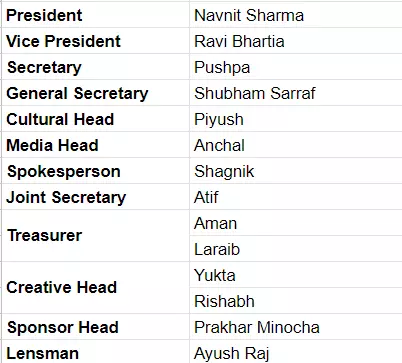 President Navnit Sharma
Vice President Ravi Bhartia
Secretary Pushpa
General Secretary Shubham Sarraf
Cultural Head Piyush
Media Head Anchal
Spokesperson Shagnik
Joint Secretary Atif
Treasurer Aman
Laraib
Creative Head Yukta
Rishabh
Sponsor Head Prakhar Minocha
Lensman Ayush Raj